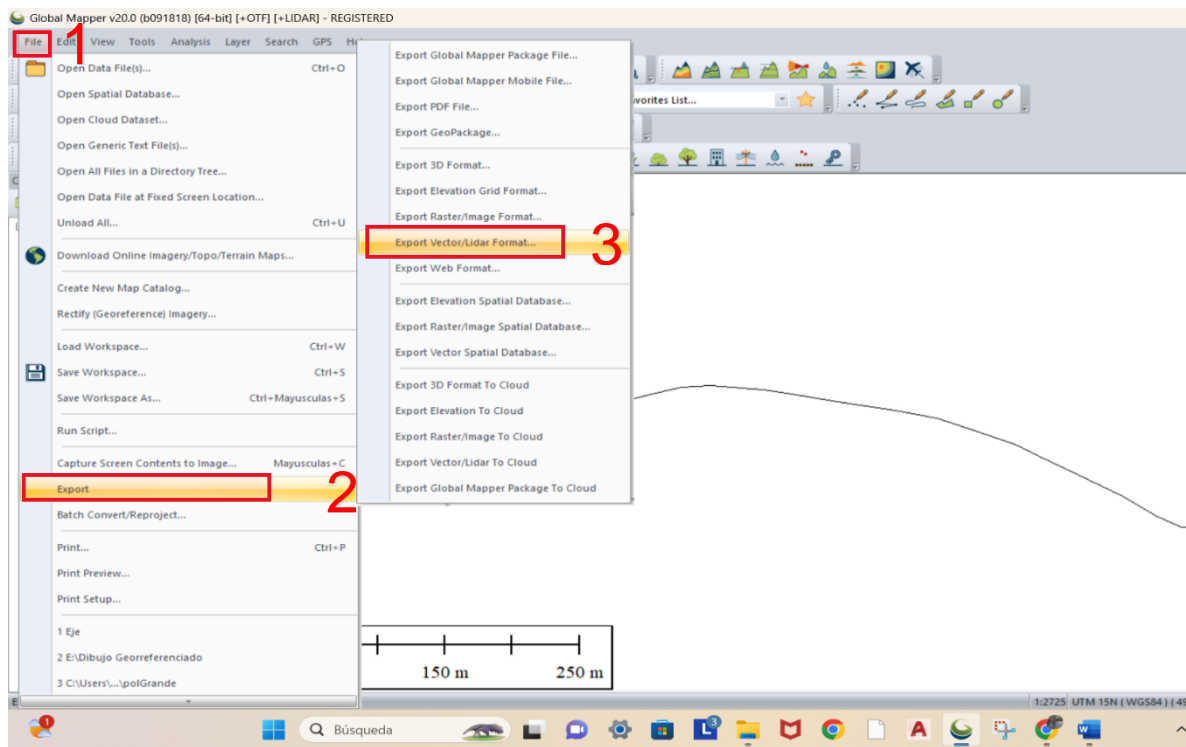 Global Mapper v20.0 (b091818) [64-bit] [+OTF] [+LIDAR] - REGISTERED
File Edit View Tools Analysis Layer Search GPS
1
Open Data File(s)... Ctrl+O
Open Spatial Database...
Open Cloud Dataset...
Open Generic Text File(s)...
Open All Files in a Directory Tree...
Open Data File at Fixed Screen Location...
Unload All... Ctrl+U
Download Online Imagery/Topo/Terrain Maps...
Create New Map Catalog...
Rectify (Georeference) Imagery...
Load Workspace... Ctrl+W
Save Workspace... Ctrl+S
Save Workspace As... Ctrl+Mayusculas+S
Run Script...
Capture Screen Contents to Image... Mayusculas+C
Export
2
Batch Convert/Reproject...
Print... Ctrl+P
Print Preview...
Print Setup...
1 Eje
2 E:\Dibujo Georreferenciado
3 C:\Users\...\polGrande
Export Global Mapper Package File...
Export Global Mapper Mobile File...
Export PDF File...
Export GeoPackage...
Export 3D Format...
Export Elevation Grid Format...
Export Raster/Image Format...
Export Vector/Lidar Format...
3
Export Web Format...
Export Elevation Spatial Database...
Export Raster/Image Spatial Database...
Export Vector Spatial Database...
Export 3D Format To Cloud
Export Elevation To Cloud
Export Raster/Image To Cloud
Export Vector/Lidar To Cloud
Export Global Mapper Package To Cloud
vorites List...
150 m 250 m
1:2725 UTM 15N ( WGS84 ) ( 49
1
Búsqueda
L 3
A
W